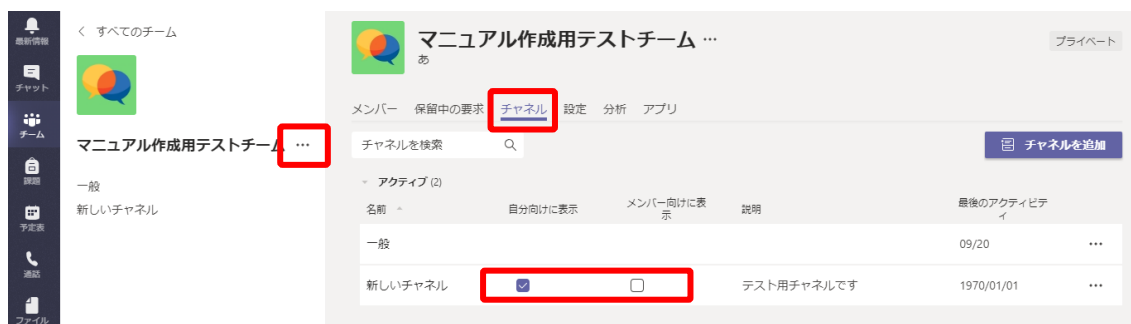 最新情報
チャット
チーム
課題
予定表
通話
ファイル
< すべてのチーム
マニュアル作成用テストチーム …
一般
新しいチャネル
マニュアル作成用テストチーム …
あ
プライベート
メンバー 保留中の要求 チャネル 設定 分析 アプリ
チャネルを検索
チャネルを追加
アクティブ (2)
名前 自分向けに表示 メンバー向けに表
示 説明 最後のアクティビテ
ィ
一般 09/20 …
新しいチャネル テスト用チャネルです 1970/01/01 …